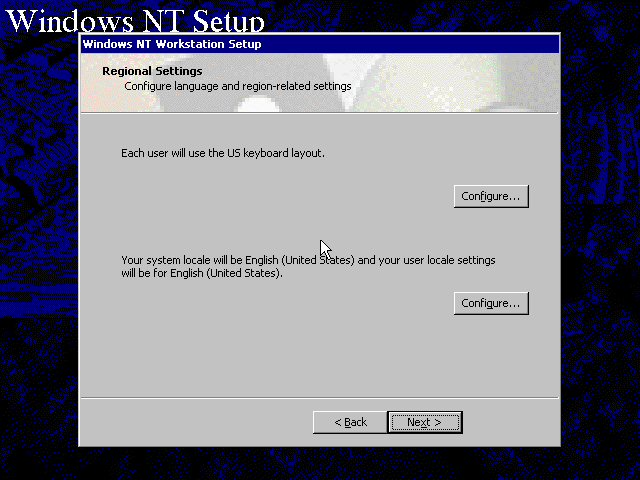 Windows NT Setup
Windows NT Workstation Setup
Regional Settings
Configure language and region-related settings
Each user will use the US keyboard layout.
Configure...
Your system locale will be English (United States) and your user locale settings
will be for English (United States).
Configure...
< Back
Next >